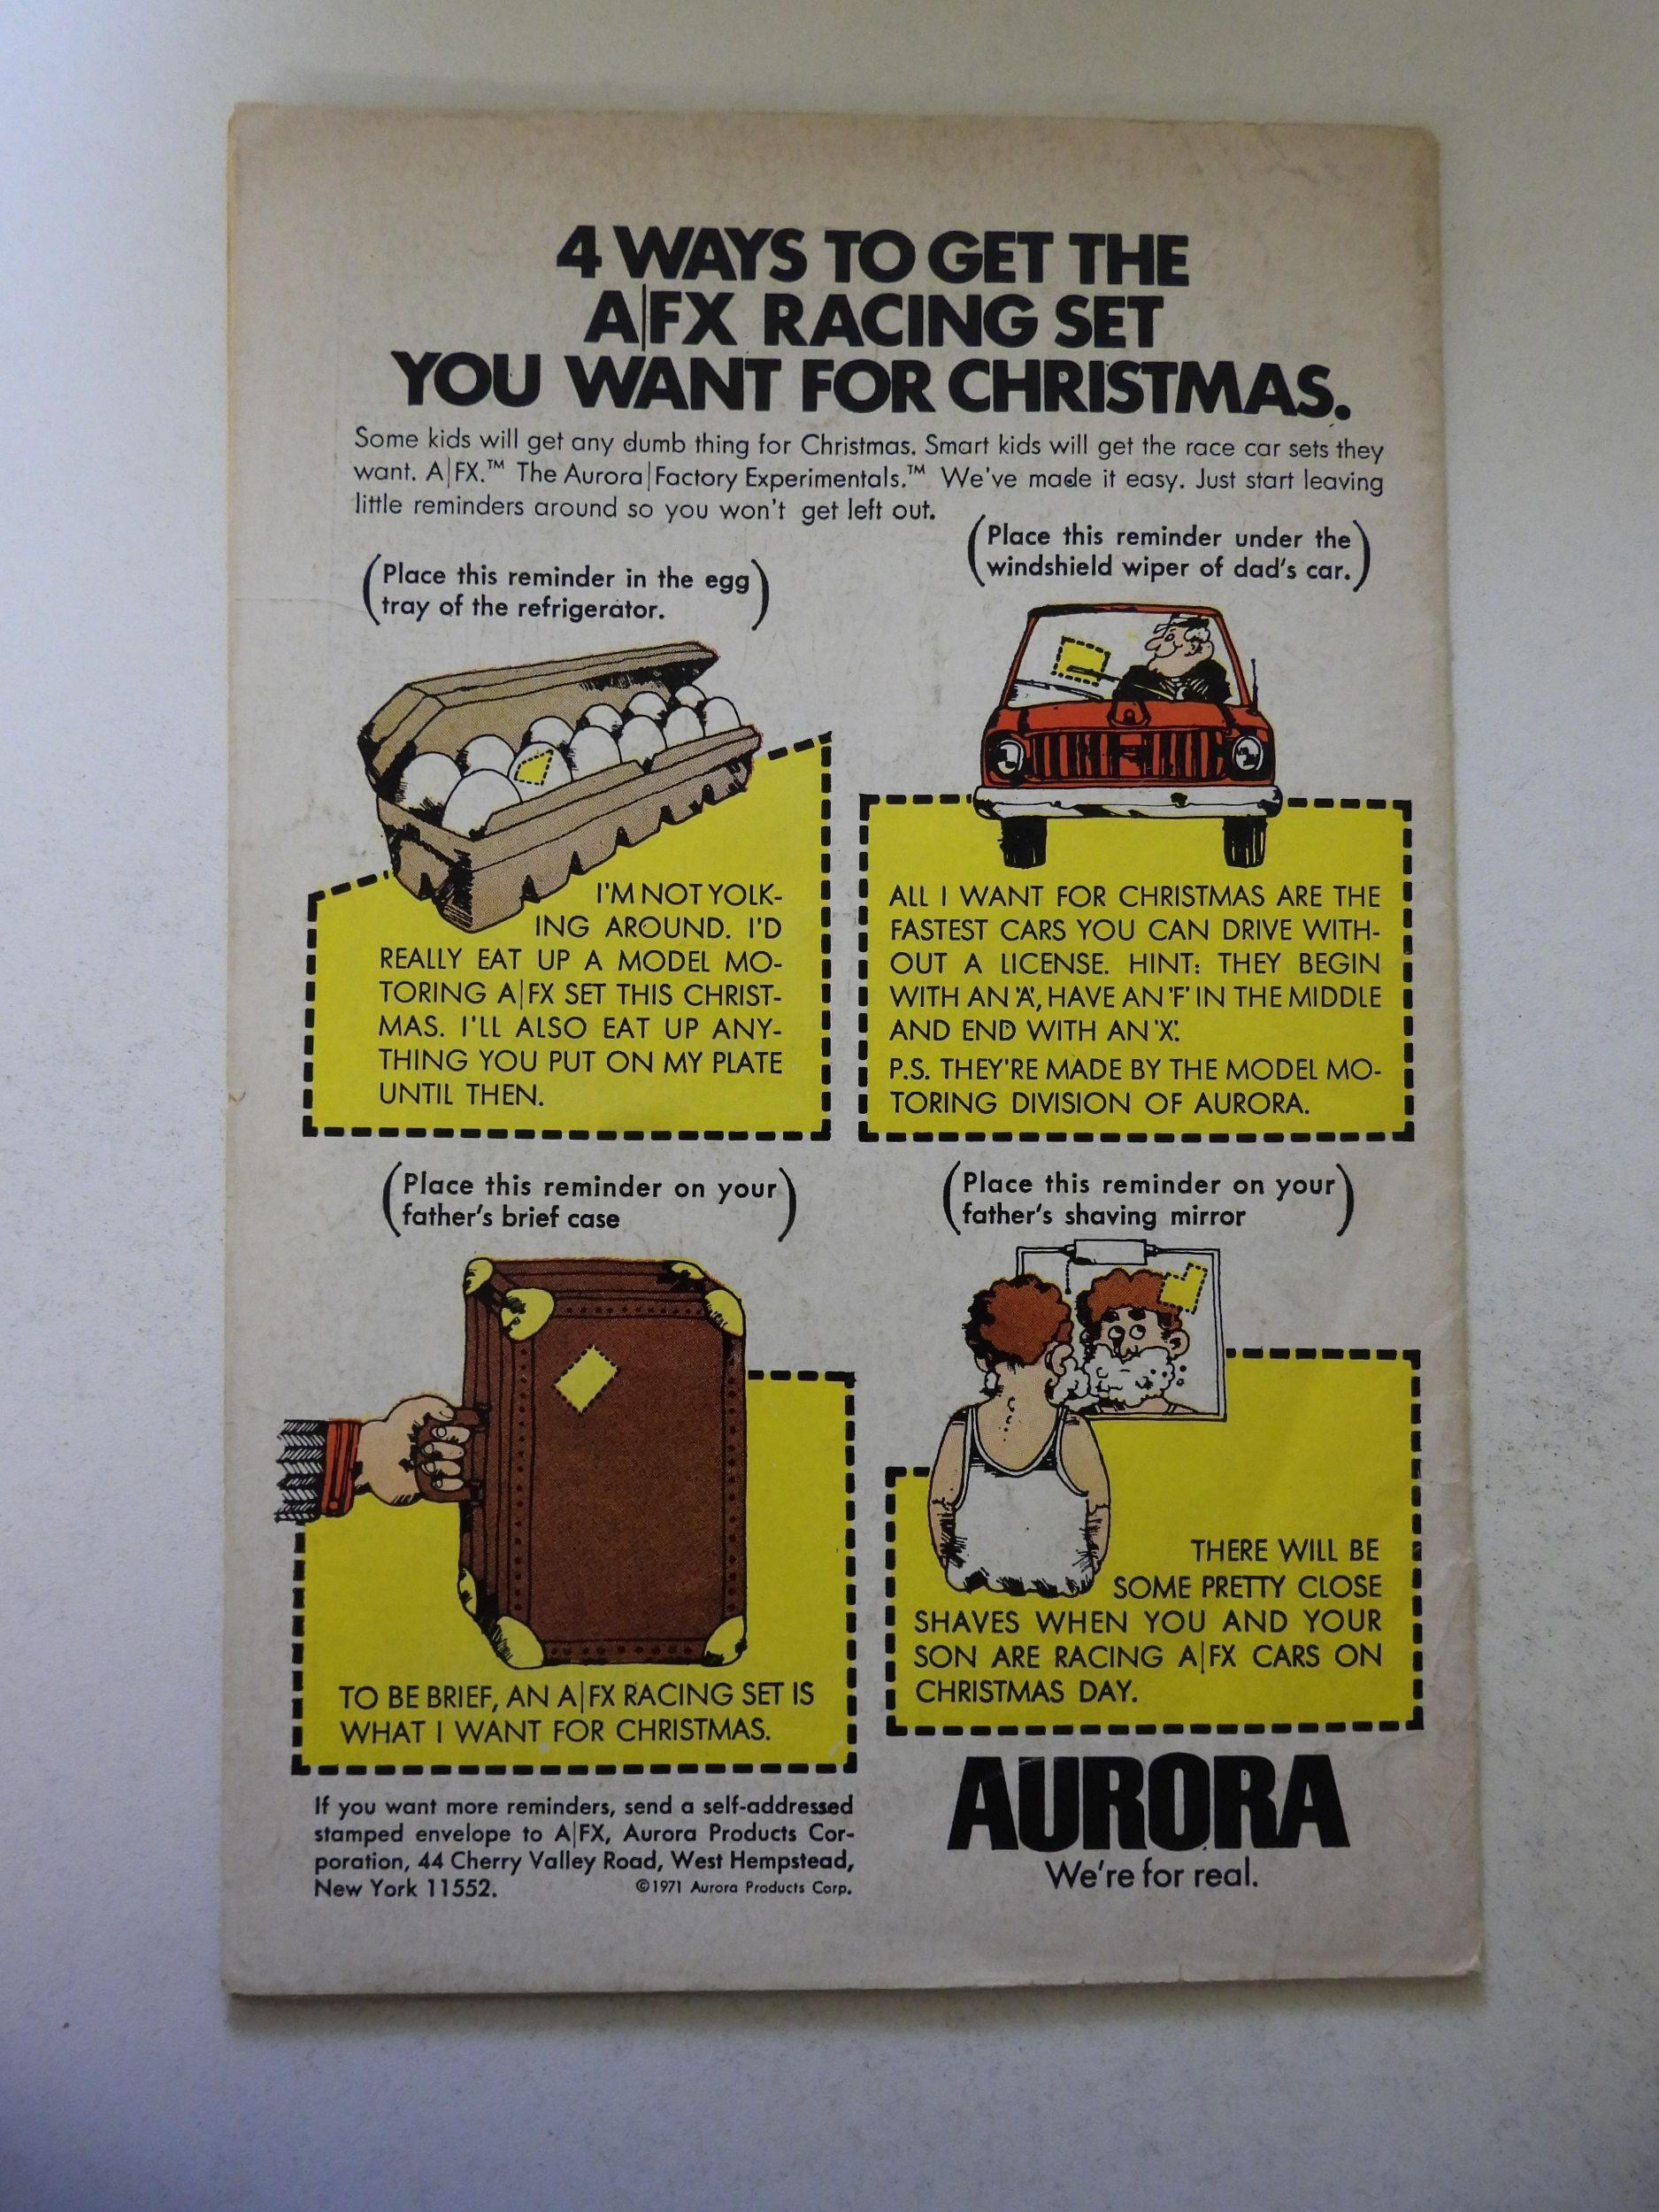 4 WAYS TO GET THE
A|FX RACING SET
YOU WANT FOR CHRISTMAS.
Some kids will get any dumb thing for Christmas. Smart kids will get the race car sets they
want. A|FX.™ The Aurora|Factory Experimentals.™ We've made it easy. Just start leaving
little reminders around so you won't get left out.
(Place this reminder in the egg
tray of the refrigerator.)
I'M NOT YOLK-
ING AROUND. I'D
REALLY EAT UP A MODEL MO-
TORING A|FX SET THIS CHRIST-
MAS. I'LL ALSO EAT UP ANY-
THING YOU PUT ON MY PLATE
UNTIL THEN.
(Place this reminder under the
windshield wiper of dad's car.)
ALL I WANT FOR CHRISTMAS ARE THE
FASTEST CARS YOU CAN DRIVE WITH-
OUT A LICENSE. HINT: THEY BEGIN
WITH AN 'A', HAVE AN 'F' IN THE MIDDLE
AND END WITH AN 'X'.
P.S. THEY'RE MADE BY THE MODEL MO-
TORING DIVISION OF AURORA.
(Place this reminder on your
father's brief case)
TO BE BRIEF, AN A|FX RACING SET IS
WHAT I WANT FOR CHRISTMAS.
(Place this reminder on your
father's shaving mirror)
THERE WILL BE
SOME PRETTY CLOSE
SHAVES WHEN YOU AND YOUR
SON ARE RACING A|FX CARS ON
CHRISTMAS DAY.
If you want more reminders, send a self-addressed
stamped envelope to A|FX, Aurora Products Cor-
poration, 44 Cherry Valley Road, West Hempstead,
New York 11552. ©1971 Aurora Products Corp.
AURORA
We're for real.